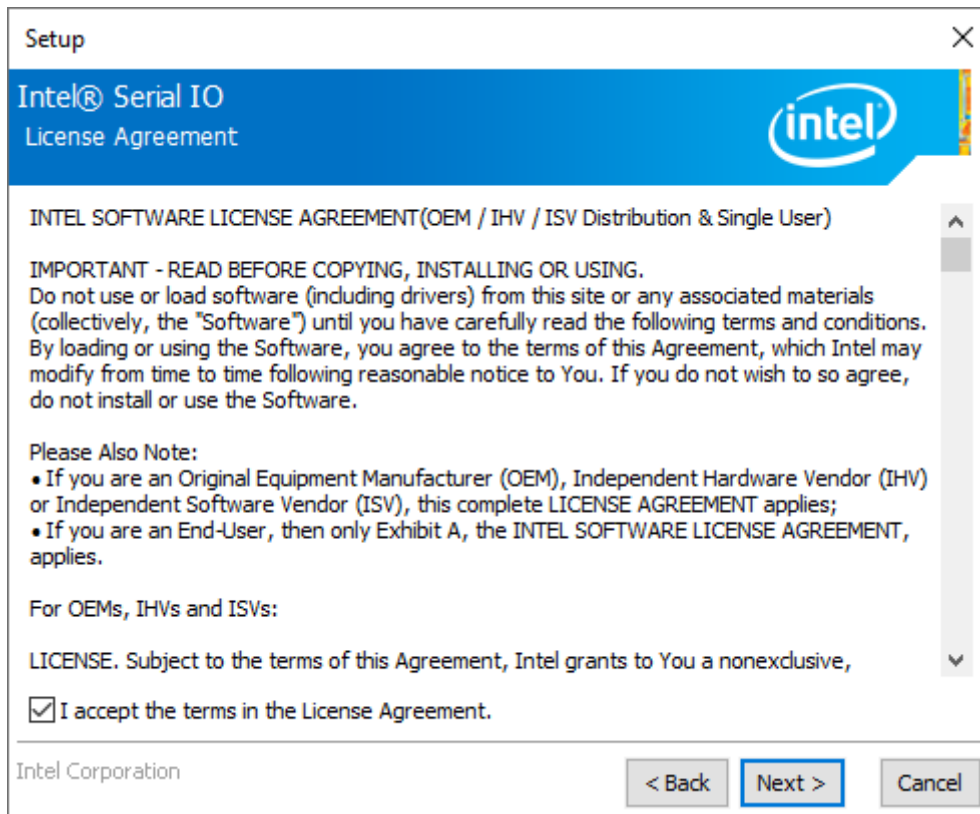 Setup
Intel® Serial IO
License Agreement
intel
INTEL SOFTWARE LICENSE AGREEMENT(OEM / IHV / ISV Distribution & Single User)
IMPORTANT - READ BEFORE COPYING, INSTALLING OR USING.
Do not use or load software (including drivers) from this site or any associated materials
(collectively, the "Software") until you have carefully read the following terms and conditions.
By loading or using the Software, you agree to the terms of this Agreement, which Intel may
modify from time to time following reasonable notice to You. If you do not wish to so agree,
do not install or use the Software.
Please Also Note:
• If you are an Original Equipment Manufacturer (OEM), Independent Hardware Vendor (IHV)
or Independent Software Vendor (ISV), this complete LICENSE AGREEMENT applies;
• If you are an End-User, then only Exhibit A, the INTEL SOFTWARE LICENSE AGREEMENT,
applies.
For OEMs, IHVs and ISVs:
LICENSE. Subject to the terms of this Agreement, Intel grants to You a nonexclusive,
I accept the terms in the License Agreement.
Intel Corporation
< Back Next > Cancel